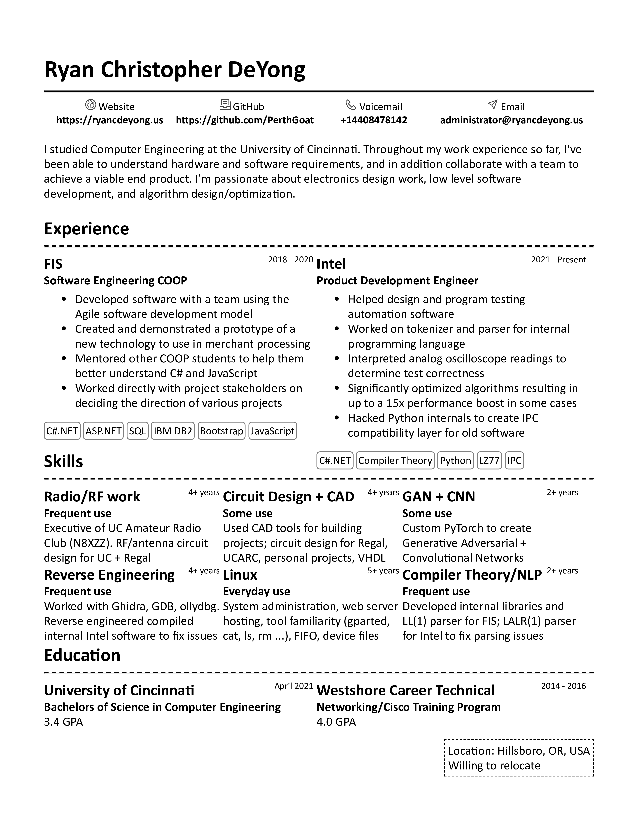 Ryan Christopher DeYong
Website
https://ryancdeyong.us
GitHub
https://github.com/PerthGoat
Voicemail
+14408478142
Email
administrator@ryancdeyong.us
I studied Computer Engineering at the University of Cincinnati. Throughout my work experience so far, I've
been able to understand hardware and software requirements, and in addition collaborate with a team to
achieve a viable end product. I'm passionate about electronics design work, low level software
development, and algorithm design/optimization.
Experience
FIS 2018 - 2020
Software Engineering COOP
• Developed software with a team using the
Agile software development model
• Created and demonstrated a prototype of a
new technology to use in merchant processing
• Mentored other COOP students to help them
better understand C# and JavaScript
• Worked directly with project stakeholders on
deciding the direction of various projects
C#.NET ASP.NET SQL IBM DB2 Bootstrap JavaScript
Intel 2021 - Present
Product Development Engineer
• Helped design and program testing
automation software
• Worked on tokenizer and parser for internal
programming language
• Interpreted analog oscilloscope readings to
determine test correctness
• Significantly optimized algorithms resulting in
up to a 15x performance boost in some cases
• Hacked Python internals to create IPC
compatibility layer for old software
C#.NET Compiler Theory Python LZ77 IPC
Skills
Radio/RF work 4+ years
Frequent use
Executive of UC Amateur Radio
Club (N8XZZ). RF/antenna circuit
design for UC + Regal
Circuit Design + CAD 4+ years
Some use
Used CAD tools for building
projects; circuit design for Regal,
UCARC, personal projects, VHDL
GAN + CNN 2+ years
Some use
Custom PyTorch to create
Generative Adversarial +
Convolutional Networks
Reverse Engineering 4+ years
Frequent use
Worked with Ghidra, GDB, ollydbg.
Reverse engineered compiled
internal Intel software to fix issues
Linux 5+ years
Everyday use
System administration, web server
hosting, tool familiarity (gparted,
cat, ls, rm ...), FIFO, device files
Compiler Theory/NLP 2+ years
Frequent use
Developed internal libraries and
LL(1) parser for FIS; LALR(1) parser
for Intel to fix parsing issues
Education
University of Cincinnati April 2021
Bachelors of Science in Computer Engineering
3.4 GPA
Westshore Career Technical 2014 - 2016
Networking/Cisco Training Program
4.0 GPA
Location: Hillsboro, OR, USA
Willing to relocate